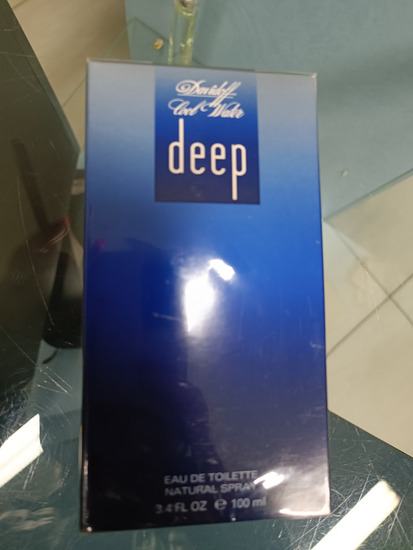 Davidoff
Cool Water
deep
EAU DE TOILETTE
NATURAL SPRAY
3.4 FL OZ e 100 ml